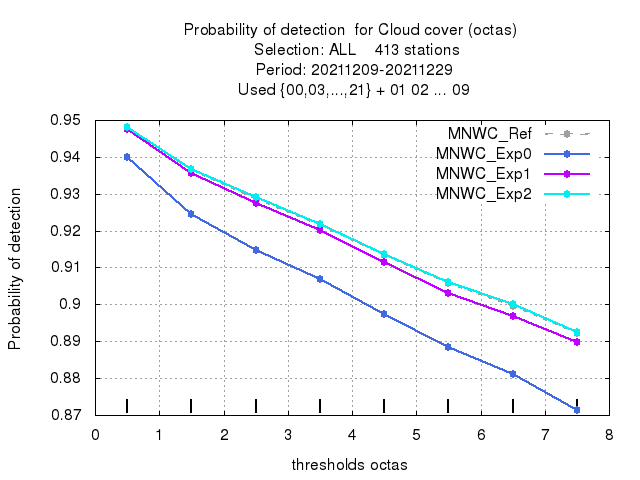 Probability of detection  for Cloud cover (octas)
Selection: ALL    413 stations
Period: 20211209-20211229
Used {00,03,...,21} + 01 02 ... 09
MNWC_Ref
MNWC_Exp0
MNWC_Exp1
MNWC_Exp2
Probability of detection
0.95
0.94
0.93
0.92
0.91
0.9
0.89
0.88
0.87
0 1 2 3 4 5 6 7 8
thresholds octas